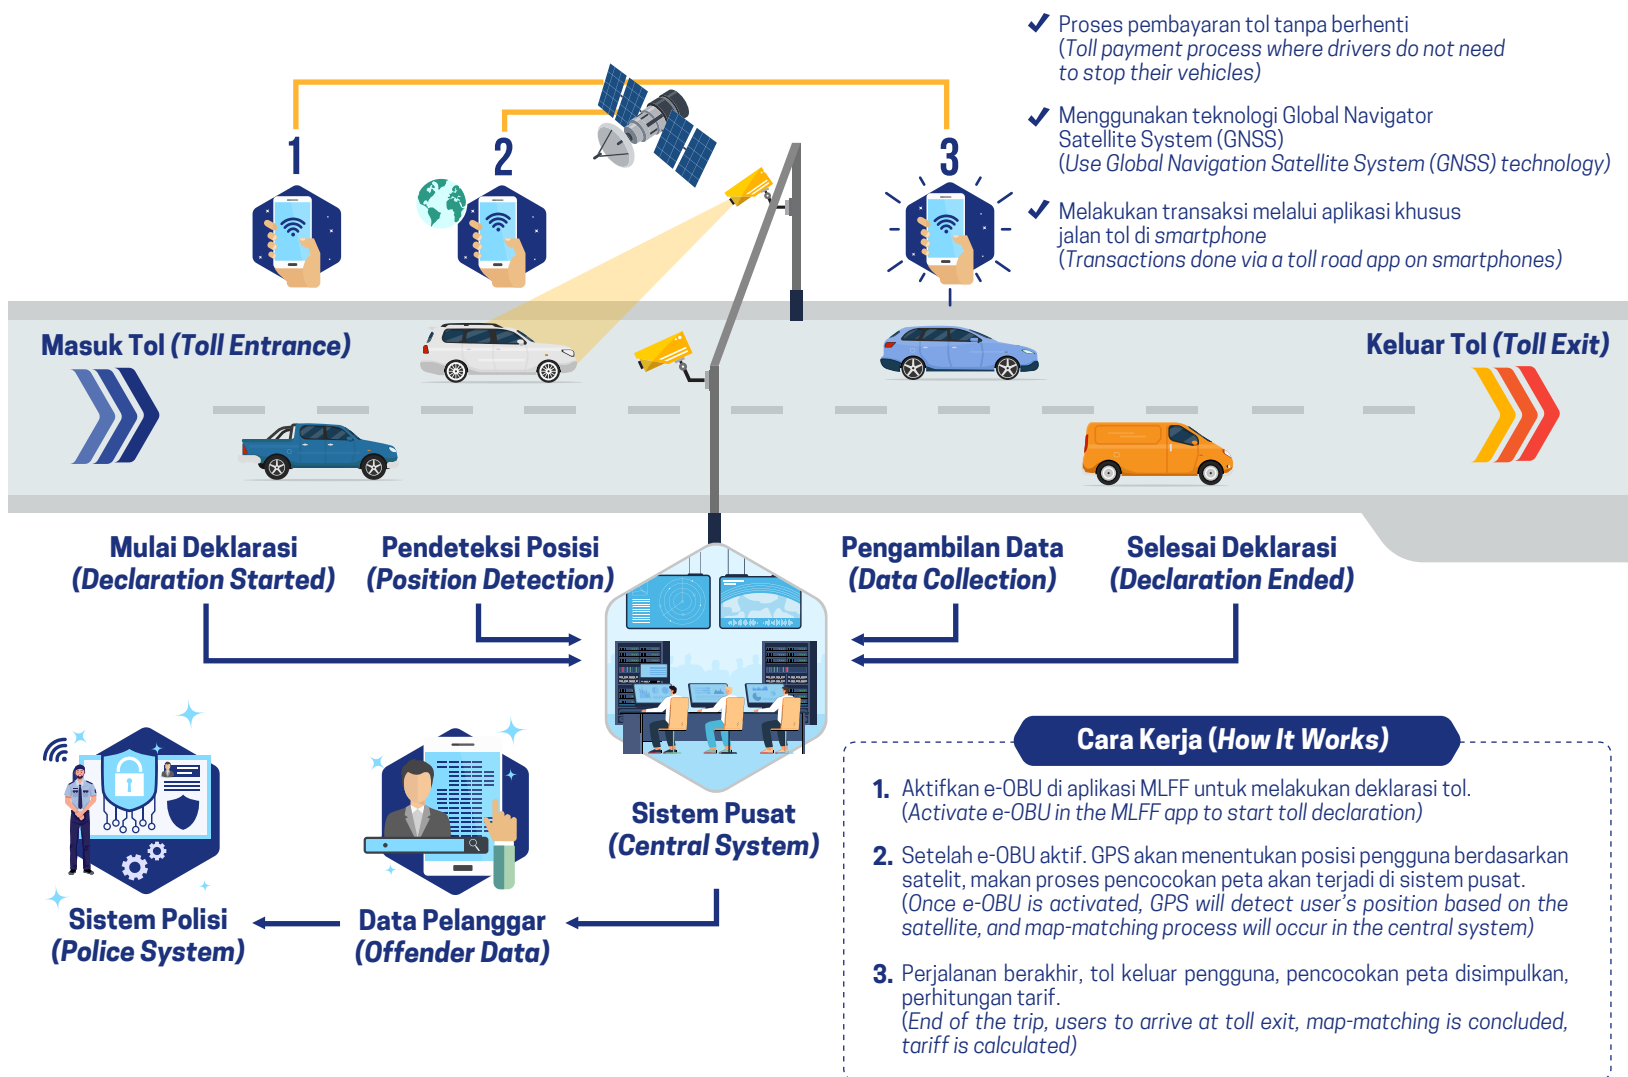 Proses pembayaran tol tanpa berhenti
(Toll payment process where drivers do not need
to stop their vehicles)
Menggunakan teknologi Global Navigator
Satellite System (GNSS)
(Use Global Navigation Satellite System (GNSS) technology)
Melakukan transaksi melalui aplikasi khusus
jalan tol di smartphone
(Transactions done via a toll road app on smartphones)
1
2
3
Masuk Tol (Toll Entrance)
Keluar Tol (Toll Exit)
Mulai Deklarasi
(Declaration Started)
Pendeteksi Posisi
(Position Detection)
Pengambilan Data
(Data Collection)
Selesai Deklarasi
(Declaration Ended)
Sistem Pusat
(Central System)
Data Pelanggar
(Offender Data)
Sistem Polisi
(Police System)
Cara Kerja (How It Works)
1. Aktifkan e-OBU di aplikasi MLFF untuk melakukan deklarasi tol.
(Activate e-OBU in the MLFF app to start toll declaration)
2. Setelah e-OBU aktif. GPS akan menentukan posisi pengguna berdasarkan
satelit, makan proses pencocokan peta akan terjadi di sistem pusat.
(Once e-OBU is activated, GPS will detect user's position based on the
satellite, and map-matching process will occur in the central system)
3. Perjalanan berakhir, tol keluar pengguna, pencocokan peta disimpulkan,
perhitungan tarif.
(End of the trip, users to arrive at toll exit, map-matching is concluded,
tariff is calculated)